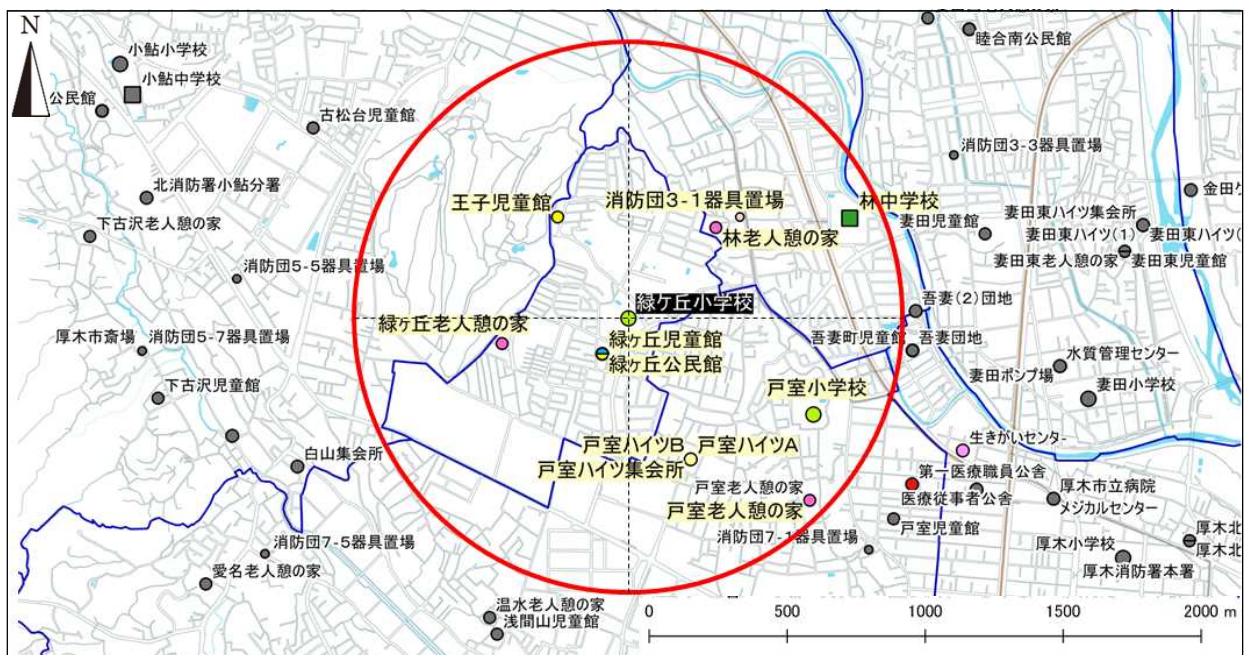 N
小鮎小学校
小鮎中学校
公民館
古松台児童館
睦合南公民館
消防団3-3器具置場
北消防署小鮎分署
下古沢老人憩の家
消防団5-5器具置場
王子児童館
消防団3-1器具置場
林中学校
林老人憩の家
妻田児童館
妻田東ハイツ集会所
妻田東ハイツ(1)
妻田東ハイツ(
妻田東老人憩の家
妻田東児童館
緑ケ丘小学校
吾妻(2)団地
厚木市斎場
消防団5-7器具置場
緑ヶ丘老人憩の家
緑ヶ丘児童館
緑ヶ丘公民館
吾妻町児童館
吾妻団地
水質管理センター
妻田ポンプ場
妻田小学校
下古沢児童館
戸室小学校
白山集会所
戸室ハイツB
戸室ハイツA
戸室ハイツ集会所
生きがいセンター
第一医療職員公舎
医療従事者公舎
厚木市立病院
メジカルセンター
戸室老人憩の家
戸室老人憩の家
戸室児童館
消防団7-1器具置場
消防団7-5器具置場
愛名老人憩の家
厚木小学校
厚木消防署本署
厚木北
厚木北
温水老人憩の家
浅間山児童館
0 500 1000 1500 2000 m